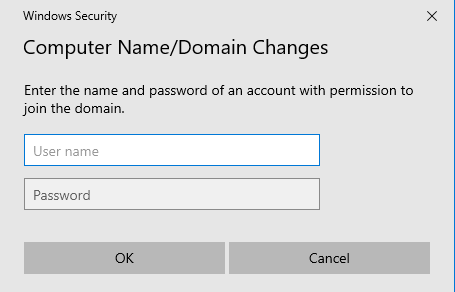 Windows Security
Computer Name/Domain Changes
Enter the name and password of an account with permission to
join the domain.
User name
Password
OK
Cancel